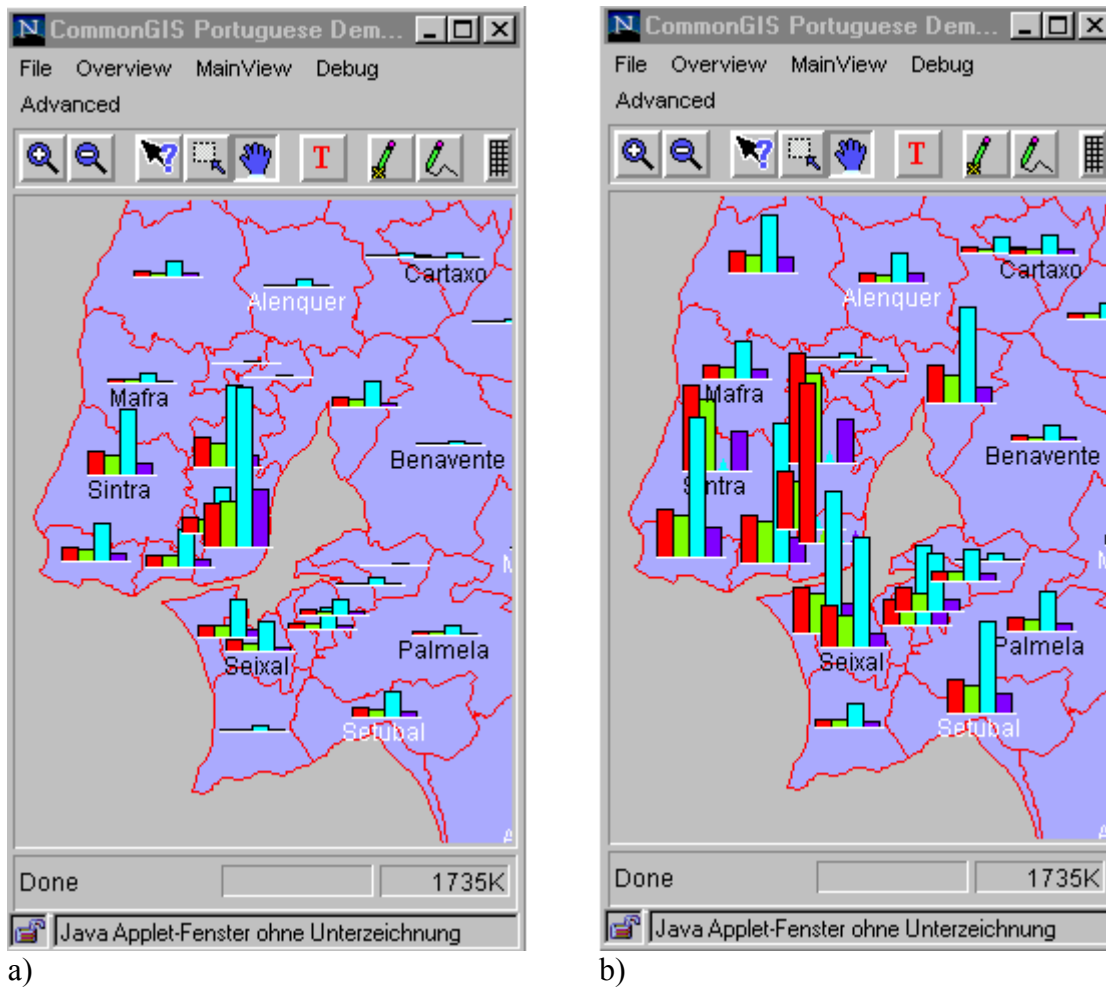 CommonGIS Portuguese Dem...
File Overview MainView Debug
Advanced
T
Cartaxo
Alenquer
Mafra
Benavente
Sintra
Palmela
Seixal
Setubal
Done 1735K
Java Applet-Fenster ohne Unterzeichnung
a)
CommonGIS Portuguese Dem...
File Overview MainView Debug
Advanced
T
Cartaxo
Alenquer
Mafra
Benavente
Sintra
Palmela
Seixal
Setubal
Done 1735K
Java Applet-Fenster ohne Unterzeichnung
b)